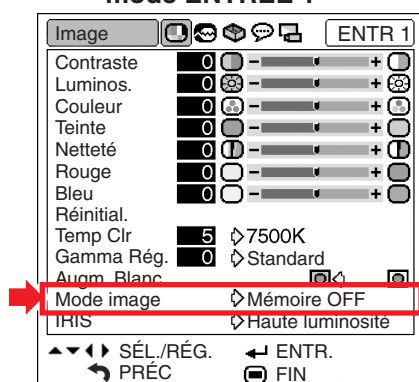 Mode ENTRÉE 1
Image ENTR 1
Contraste 0 - +
Luminos. 0 - +
Couleur 0 - +
Teinte 0 - +
Netteté 0 - +
Rouge 0 - +
Bleu 0 - +
Réinitial.
Temp Clr 5 7500K
Gamma Rég. 0 Standard
Augm. Blanc
Mode image Mémoire OFF
IRIS Haute luminosité
SÉL./RÉG. ENTR.
PRÉC FIN